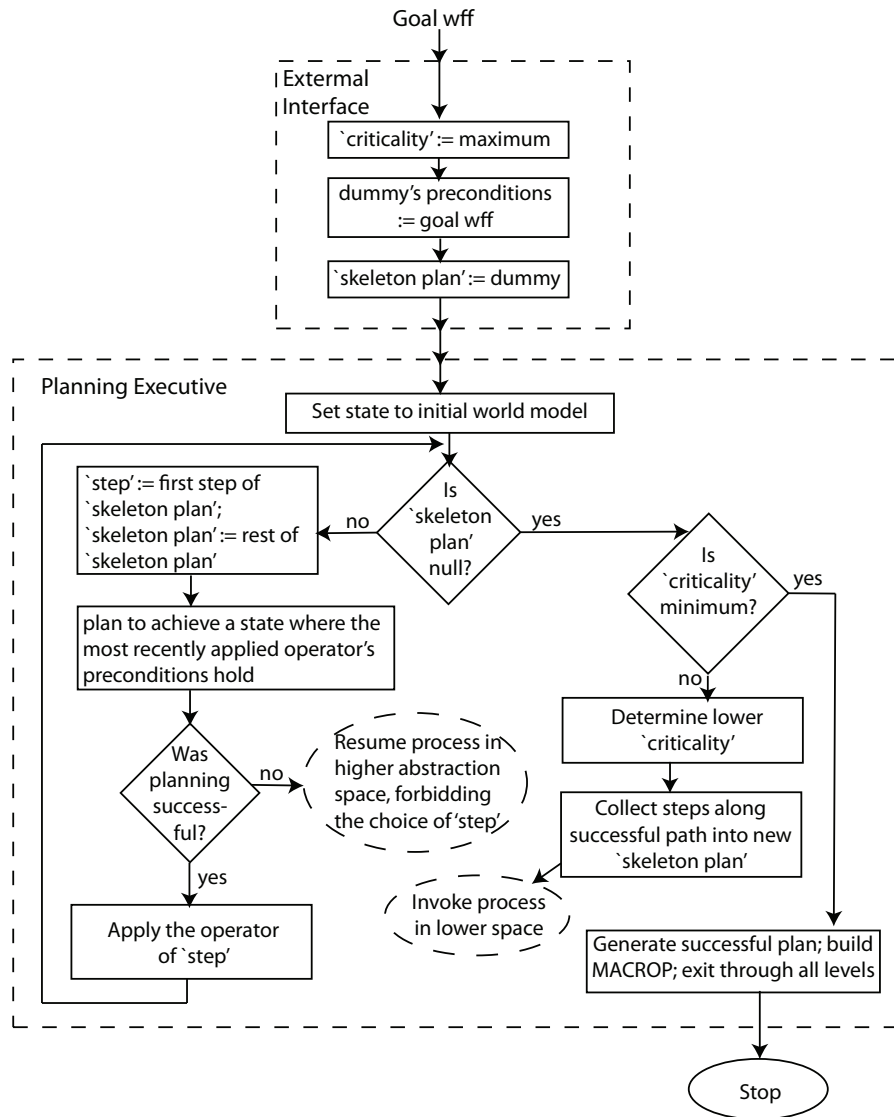 Goal wff
Extermal
Interface
`criticality' := maximum
dummy's preconditions
:= goal wff
`skeleton plan' := dummy
Planning Executive
Set state to initial world model
`step' := first step of
`skeleton plan';
`skeleton plan' := rest of
`skeleton plan'
no
Is
`skeleton
plan'
null?
yes
Is
`criticality'
minimum?
yes
no
plan to achieve a state where the
most recently applied operator's
preconditions hold
Was
planning
success-
ful?
no
yes
Resume process in
higher abstraction
space, forbidding
the choice of 'step'
Determine lower
`criticality'
Collect steps along
successful path into new
`skeleton plan'
Invoke process
in lower space
Apply the operator
of `step'
Generate successful plan; build
MACROP; exit through all levels
Stop